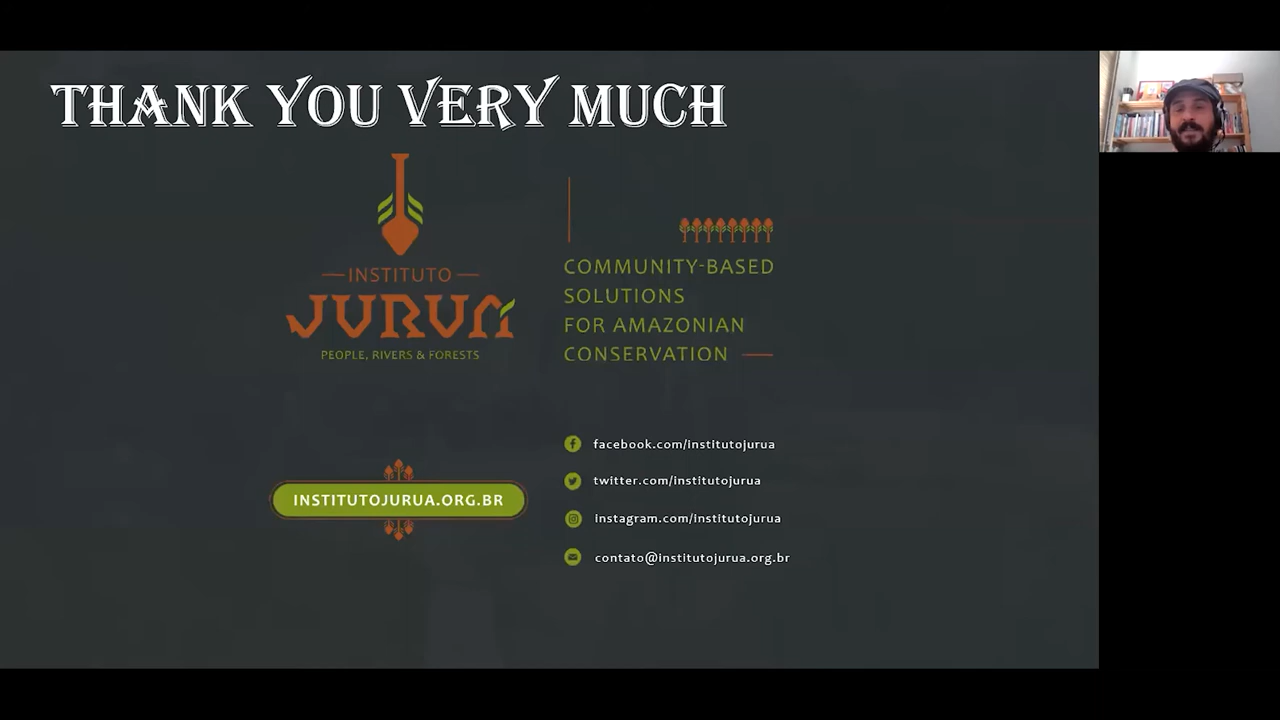 THANK YOU VERY MUCH
INSTITUTO
JURUÁ
PEOPLE, RIVERS & FORESTS
COMMUNITY-BASED
SOLUTIONS
FOR AMAZONIAN
CONSERVATION
INSTITUTOJURUA.ORG.BR
facebook.com/institutojurua
twitter.com/institutojurua
instagram.com/institutojurua
contato@institutojurua.org.br